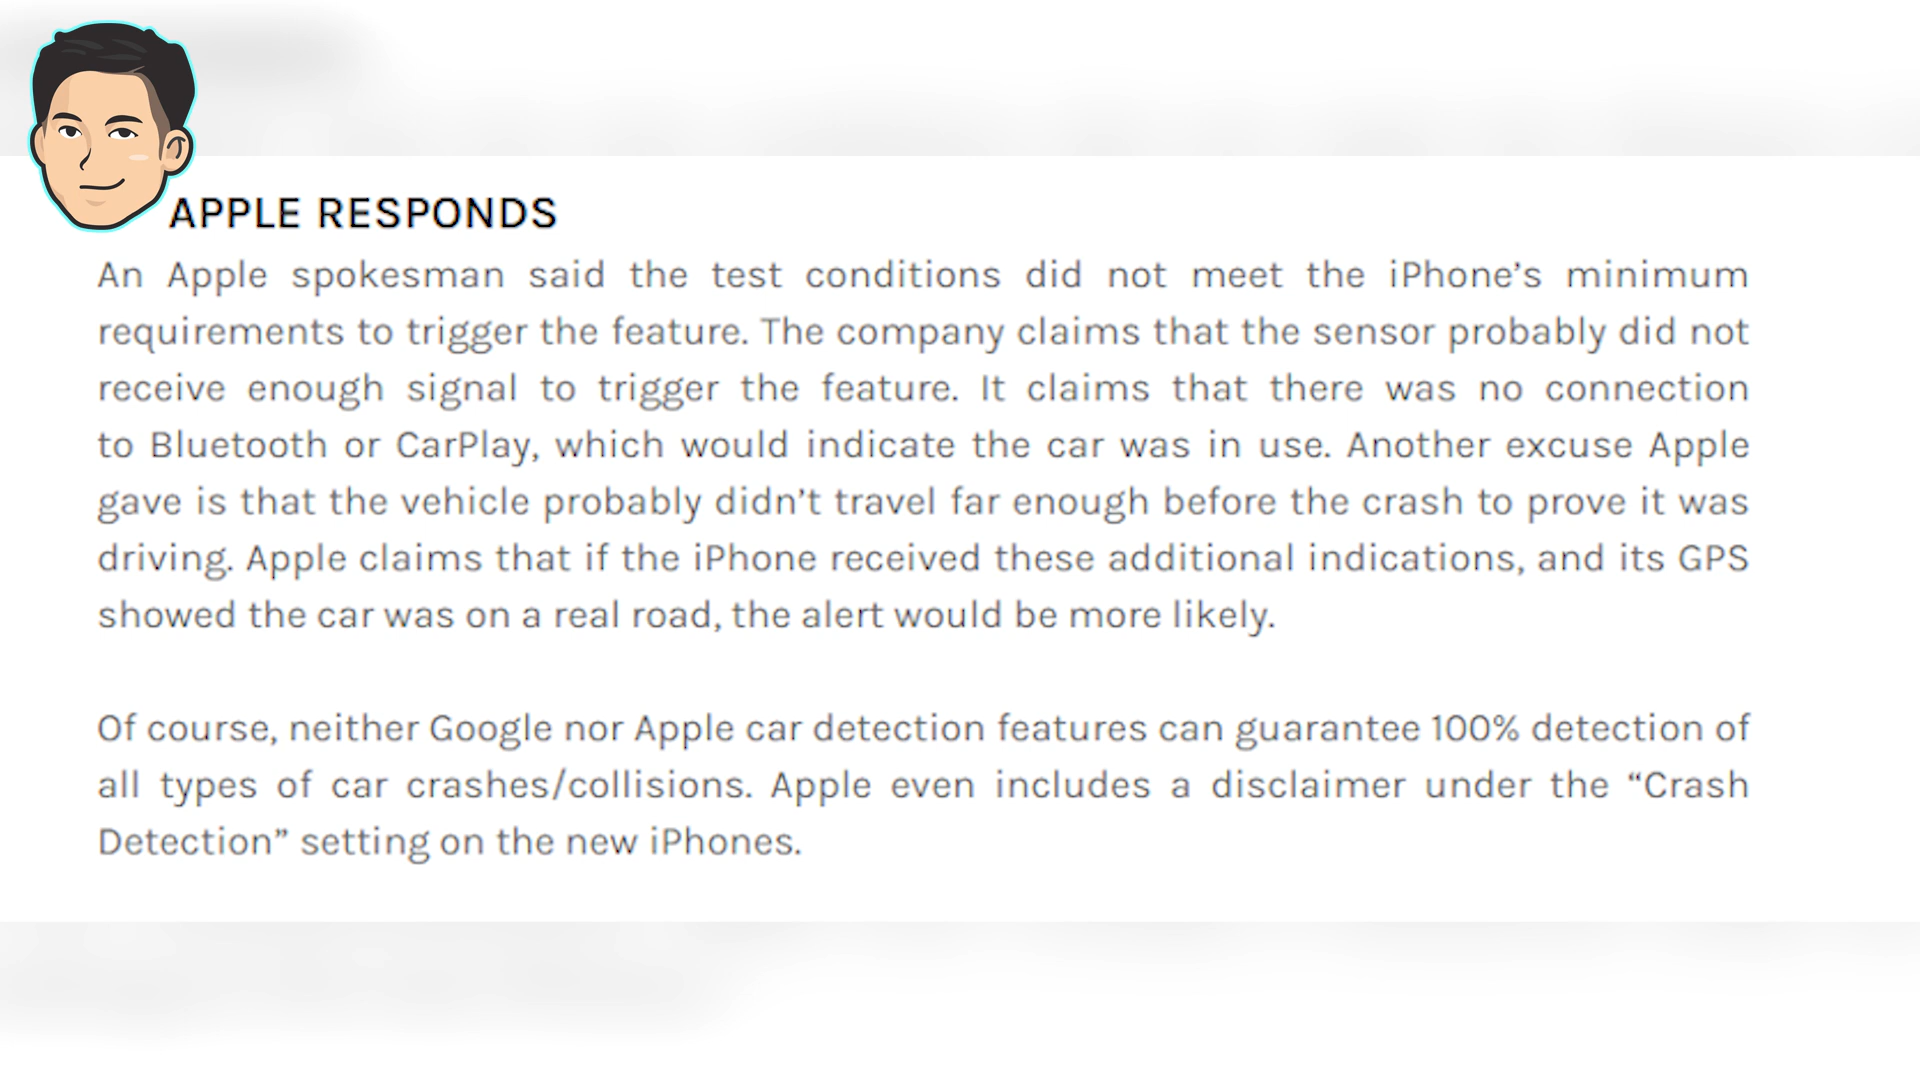 APPLE RESPONDS
An Apple spokesman said the test conditions did not meet the iPhone’s minimum
requirements to trigger the feature. The company claims that the sensor probably did not
receive enough signal to trigger the feature. It claims that there was no connection
to Bluetooth or CarPlay, which would indicate the car was in use. Another excuse Apple
gave is that the vehicle probably didn’t travel far enough before the crash to prove it was
driving. Apple claims that if the iPhone received these additional indications, and its GPS
showed the car was on a real road, the alert would be more likely.
Of course, neither Google nor Apple car detection features can guarantee 100% detection of
all types of car crashes/collisions. Apple even includes a disclaimer under the “Crash
Detection” setting on the new iPhones.